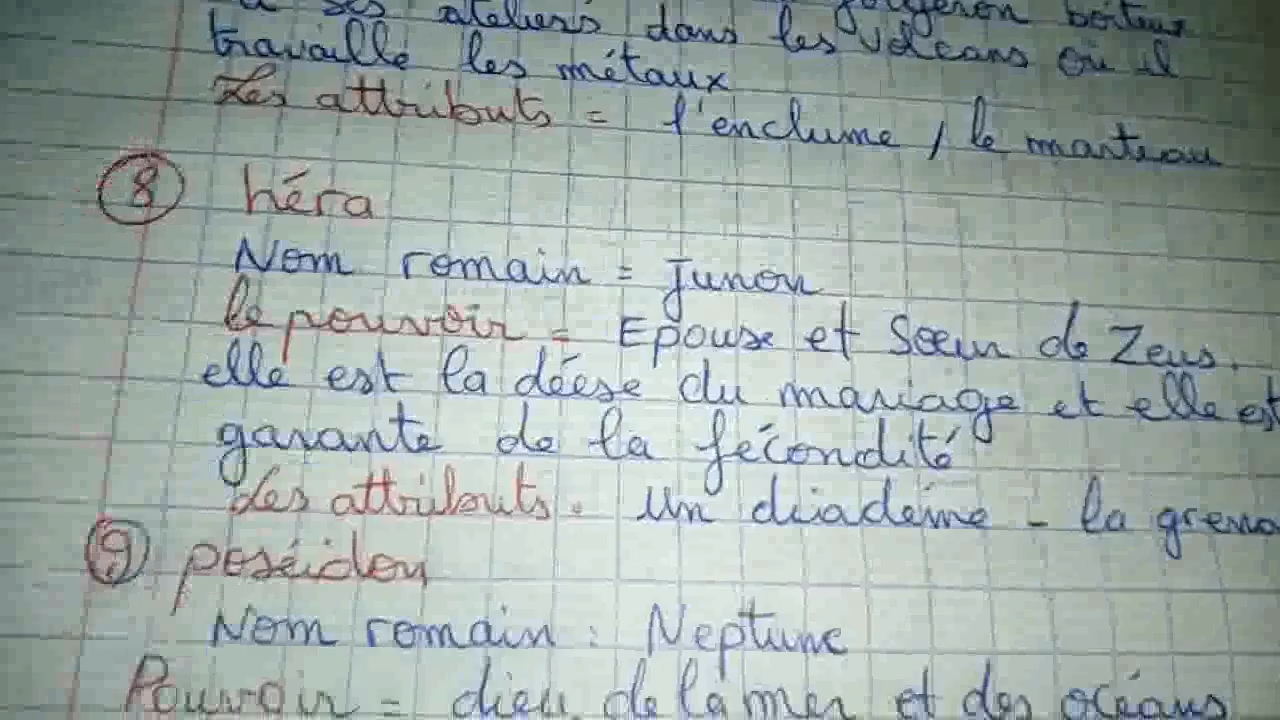 ses ateliers dans les volcans où il
forgeron boiteux
travaille les métaux
Les attributs = l'enclume / le marteau
8 héra
Nom romain = Junon
le pouvoir = Epouse et Sœur de Zeus.
elle est la déese du mariage et elle est
garante de la fécondité
des attributs = un diadème - la grena
9 poséidon
Nom romain : Neptune
Pouvoir = dieu de la mer et des océans